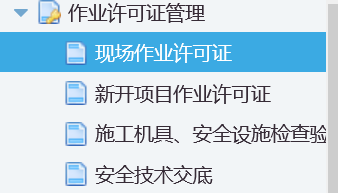 作业许可证管理
现场作业许可证
新开项目作业许可证
施工机具、安全设施检查验
安全技术交底